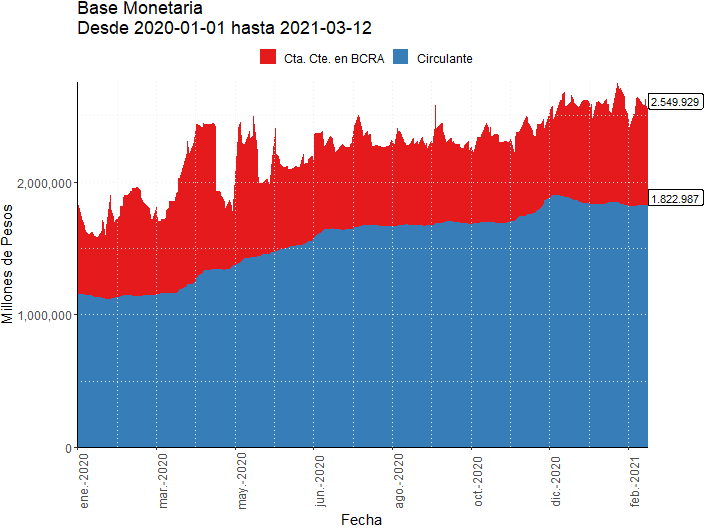 Base Monetaria
Desde 2020-01-01 hasta 2021-03-12
Cta. Cte. en BCRA
Circulante
Millones de Pesos
2,000,000
1,000,000
0
2.549.929
1.822.987
ene.-2020
mar.-2020
may.-2020
jun.-2020
ago.-2020
oct.-2020
dic.-2020
feb.-2021
Fecha